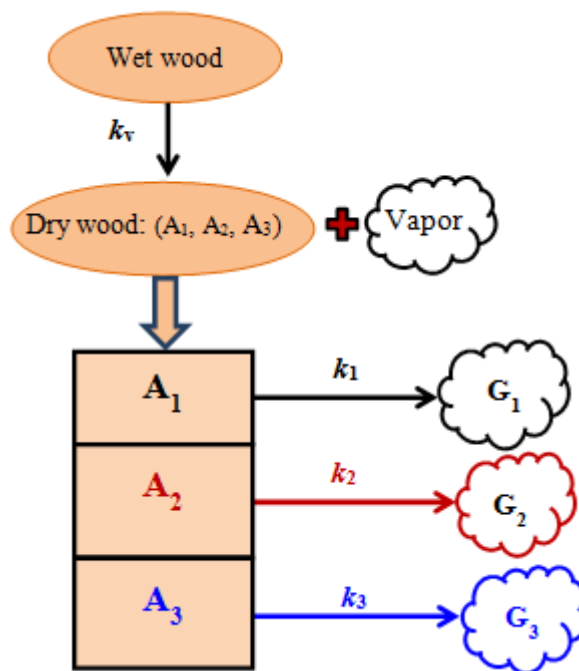 Wet wood
kv
Dry wood: (A1, A2, A3)
Vapor
A1
k1
G1
A2
k2
G2
A3
k3
G3